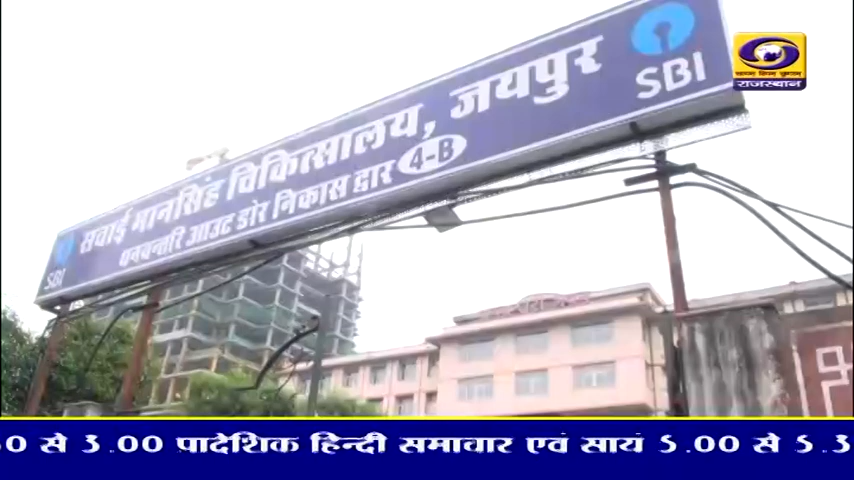 सवाई मानसिंह चिकित्सालय, जयपुर
धनवन्तरि आउट डोर निकास द्वार 4-B
SBI
SBI
राजस्थान
30 से 3.00 पादेशिक हिन्दी समाचार एवं सायं 5.00 से 5.3